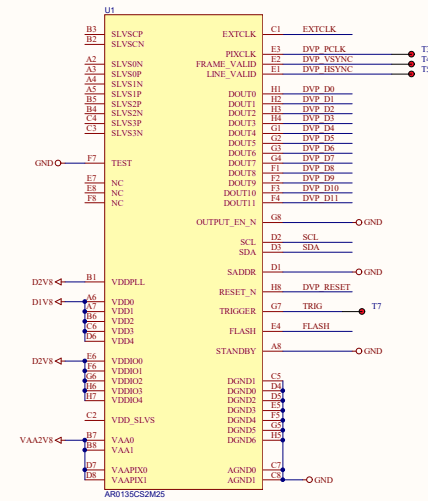 U1
B3 SLVSCP EXTCLK C1 EXTCLK
B2 SLVSCN
PIXCLK E3 DVP_PCLK
A2 SLVS0N FRAME_VALID E2 DVP_VSYNC
A3 SLVS0P LINE_VALID E1 DVP_HSYNC
A4 SLVS1N
A5 SLVS1P DOUT0 H1 DVP_D0
B5 SLVS2P DOUT1 H2 DVP_D1
B4 SLVS2N DOUT2 H3 DVP_D2
C4 SLVS3P DOUT3 H4 DVP_D3
C3 SLVS3N DOUT4 G1 DVP_D4
DOUT5 G2 DVP_D5
DOUT6 G3 DVP_D6
GND F7 TEST DOUT7 G4 DVP_D7
DOUT8 F1 DVP_D8
E7 NC DOUT9 F2 DVP_D9
E8 NC DOUT10 F3 DVP_D10
F8 NC DOUT11 F4 DVP_D11
OUTPUT_EN_N G8 GND
SCL D2 SCL
SDA D3 SDA
SADDR D1 GND
D2V8 B1 VDDPLL
RESET_N H8 DVP_RESET
D1V8 A6 VDD0
A7 VDD1 TRIGGER G7 TRIG T7
B6 VDD2
C6 VDD3 FLASH E4 FLASH
D6 VDD4
STANDBY A8 GND
D2V8 E6 VDDIO0
F6 VDDIO1
G6 VDDIO2 DGND1 C5
H6 VDDIO3 DGND0 D4
H7 VDDIO4 DGND2 D5
DGND3 E5
C2 VDD_SLVS DGND4 F5
DGND5 G5
VAA2V8 B7 VAA0 DGND6 H5
B8 VAA1
D7 VAAPIX0 AGND0 C7
D8 VAAPIX1 AGND1 C8 GND
AR0135CS2M25